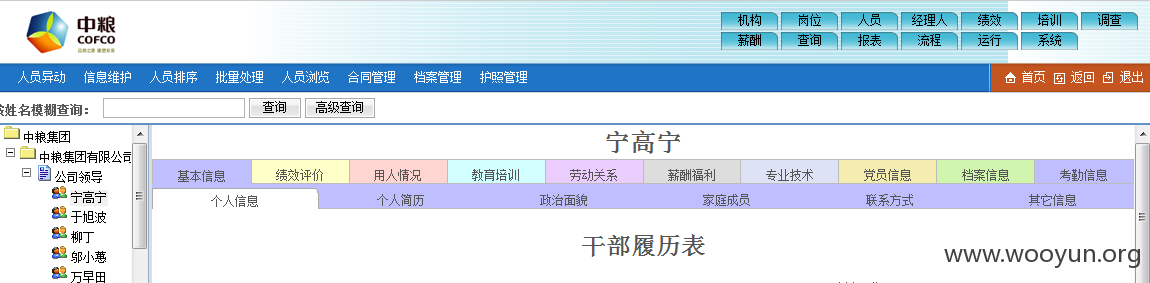 中粮
COFCO
机构 岗位 人员 经理人 绩效 培训 调查
薪酬 查询 报表 流程 运行 系统
人员异动 信息维护 人员排序 批量处理 人员浏览 合同管理 档案管理 护照管理 首页 返回 退出
按姓名模糊查询： 查询 高级查询
中粮集团
中粮集团有限公司
公司领导
宁高宁
于旭波
柳丁
邬小蕙
万早田
宁高宁
基本信息 绩效评价 用人情况 教育培训 劳动关系 薪酬福利 专业技术 党员信息 档案信息 考勤信息
个人信息 个人简历 政治面貌 家庭成员 联系方式 其它信息
干部履历表
www.wooyun.org